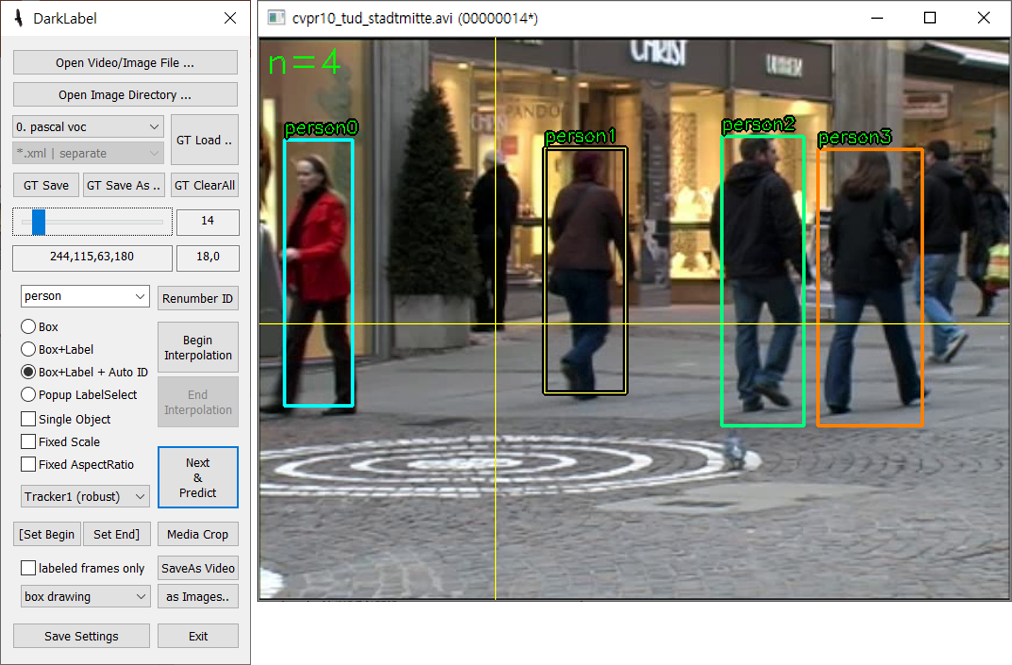 DarkLabel
Open Video/Image File ...
Open Image Directory ...
0. pascal voc
*.xml | separate
GT Load ..
GT Save
GT Save As ..
GT ClearAll
14
244,115,63,180
18,0
person
Renumber ID
Box
Box+Label
Box+Label + Auto ID
Popup LabelSelect
Begin
Interpolation
End
Interpolation
Single Object
Fixed Scale
Fixed AspectRatio
Next
&
Predict
Tracker1 (robust)
[Set Begin
Set End]
Media Crop
labeled frames only
SaveAs Video
box drawing
as Images..
Save Settings
Exit
cvpr10_tud_stadtmitte.avi (00000014*)
n=4
CHRIST
PANDO
person0
person1
person2
person3